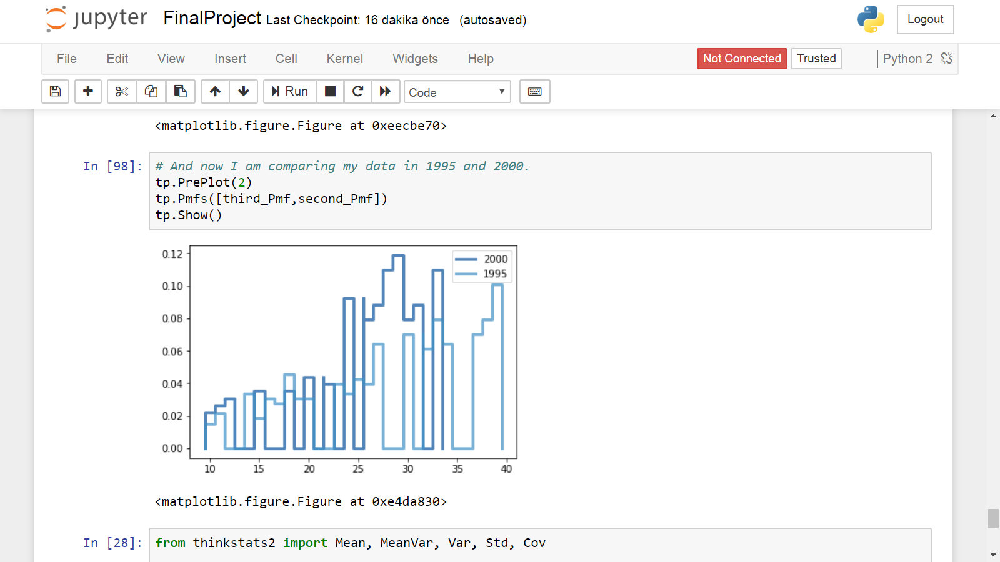 jupyter FinalProject Last Checkpoint: 16 dakika önce (autosaved) Logout
File Edit View Insert Cell Kernel Widgets Help Not Connected Trusted Python 2
Run Code
<matplotlib.figure.Figure at 0xeecbe70>
In [98]: # And now I am comparing my data in 1995 and 2000.
tp.PrePlot(2)
tp.Pmfs([third_Pmf,second_Pmf])
tp.Show()
0.12
0.10
0.08
0.06
0.04
0.02
0.00
2000
1995
10 15 20 25 30 35 40
<matplotlib.figure.Figure at 0xe4da830>
In [28]: from thinkstats2 import Mean, MeanVar, Var, Std, Cov